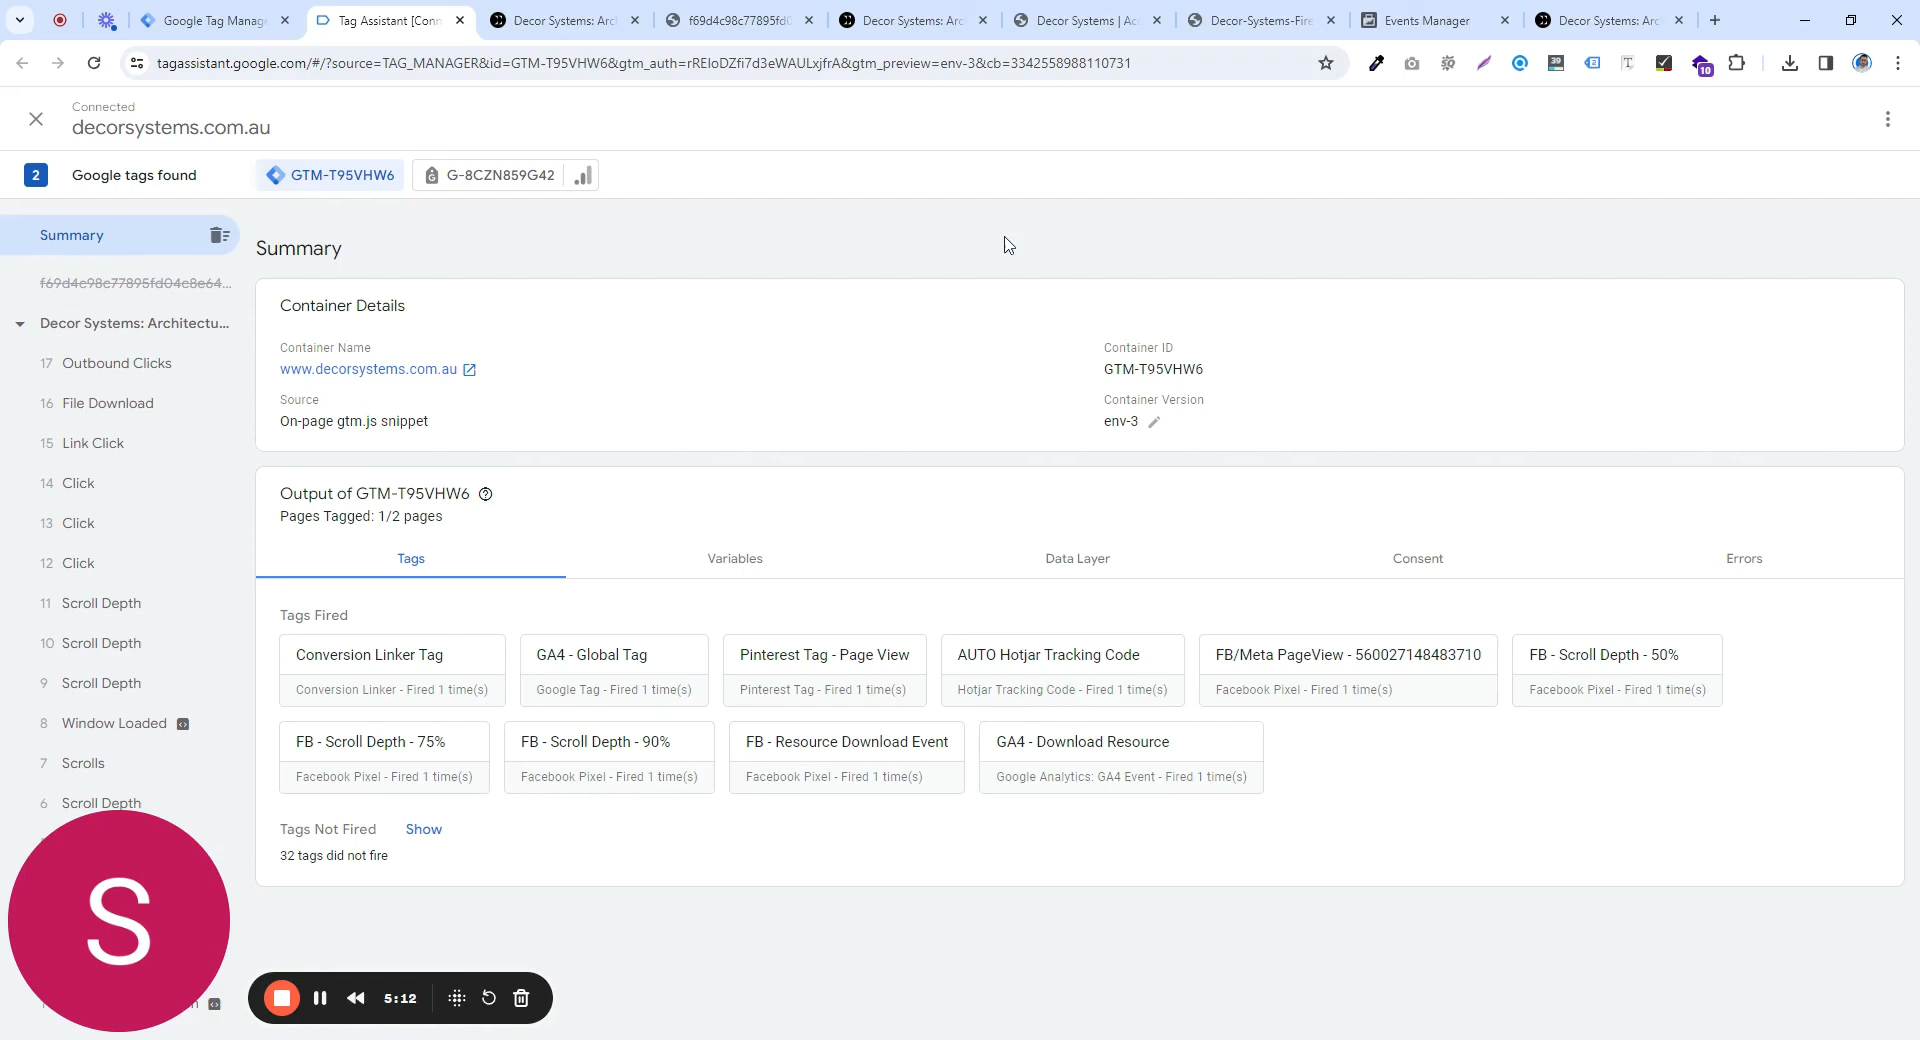 Google Tag Manage
Tag Assistant [Conn
Decor Systems: Arc
f69d4c98c77895fd0
Decor Systems: Arc
Decor Systems | Ac
Decor-Systems-Fire
Events Manager
Decor Systems: Arc
tagassistant.google.com/#/?source=TAG_MANAGER&id=GTM-T95VHW6&gtm_auth=rREIoDZfi7d3eWAULxjfrA&gtm_preview=env-3&cb=3342558988110731
39
10
Connected
decorsystems.com.au
2 Google tags found GTM-T95VHW6 G-8CZN859G42
Summary
f69d4c98c77895fd04c8e64...
Decor Systems: Architectu...
17 Outbound Clicks
16 File Download
15 Link Click
14 Click
13 Click
12 Click
11 Scroll Depth
10 Scroll Depth
9 Scroll Depth
8 Window Loaded
7 Scrolls
6 Scroll Depth
S
Summary
Container Details
Container Name
www.decorsystems.com.au
Container ID
GTM-T95VHW6
Source
On-page gtm.js snippet
Container Version
env-3
Output of GTM-T95VHW6
Pages Tagged: 1/2 pages
Tags Variables Data Layer Consent Errors
Tags Fired
Conversion Linker Tag
Conversion Linker - Fired 1 time(s)
GA4 - Global Tag
Google Tag - Fired 1 time(s)
Pinterest Tag - Page View
Pinterest Tag - Fired 1 time(s)
AUTO Hotjar Tracking Code
Hotjar Tracking Code - Fired 1 time(s)
FB/Meta PageView - 560027148483710
Facebook Pixel - Fired 1 time(s)
FB - Scroll Depth - 50%
Facebook Pixel - Fired 1 time(s)
FB - Scroll Depth - 75%
Facebook Pixel - Fired 1 time(s)
FB - Scroll Depth - 90%
Facebook Pixel - Fired 1 time(s)
FB - Resource Download Event
Facebook Pixel - Fired 1 time(s)
GA4 - Download Resource
Google Analytics: GA4 Event - Fired 1 time(s)
Tags Not Fired Show
32 tags did not fire
5:12